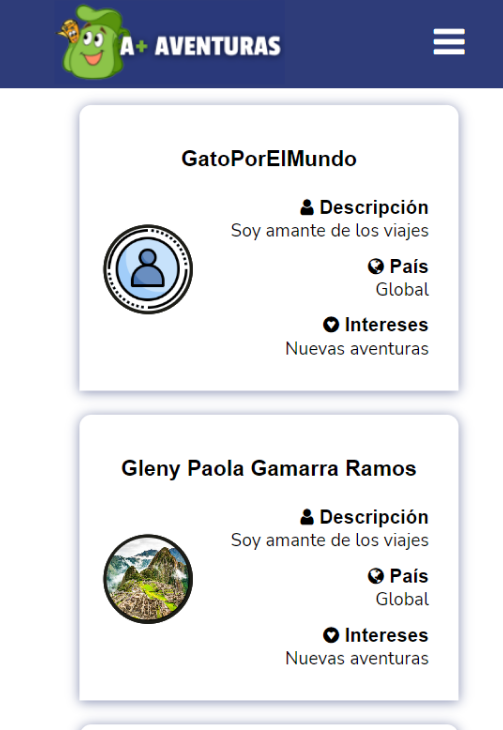 A+ AVENTURAS
GatoPorElMundo
Descripción
Soy amante de los viajes
País
Global
Intereses
Nuevas aventuras
Gleny Paola Gamarra Ramos
Descripción
Soy amante de los viajes
País
Global
Intereses
Nuevas aventuras